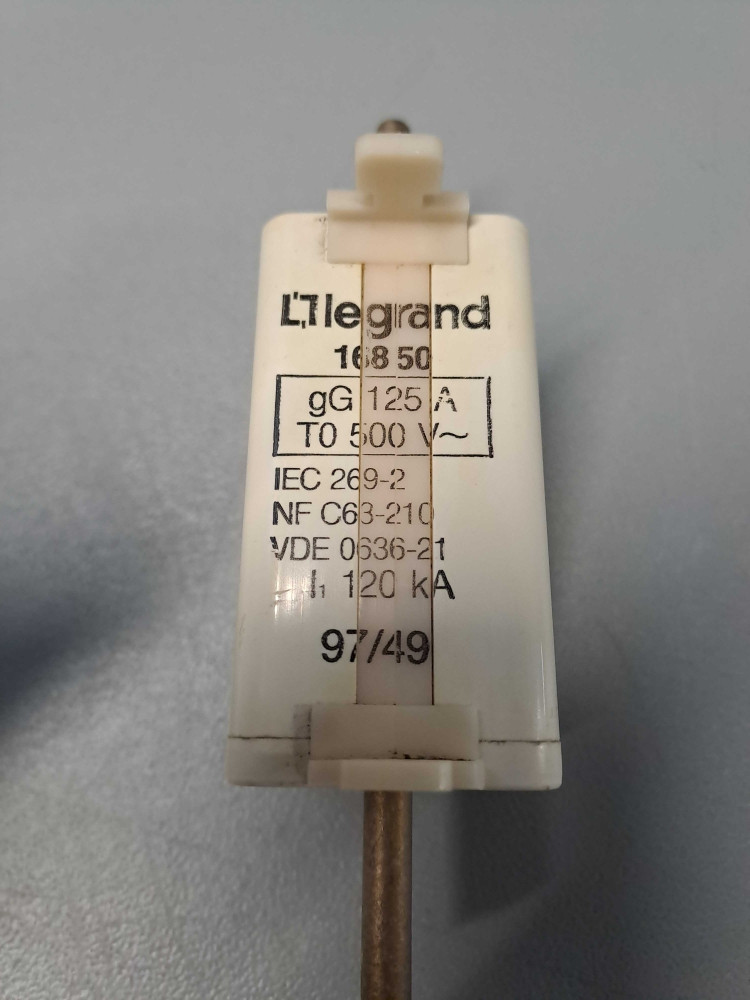 legrand
168 50
gG 125 A
T0 500 V~
IEC 269-2
NF C63-210
VDE 0636-21
I₁ 120 kA
97/49